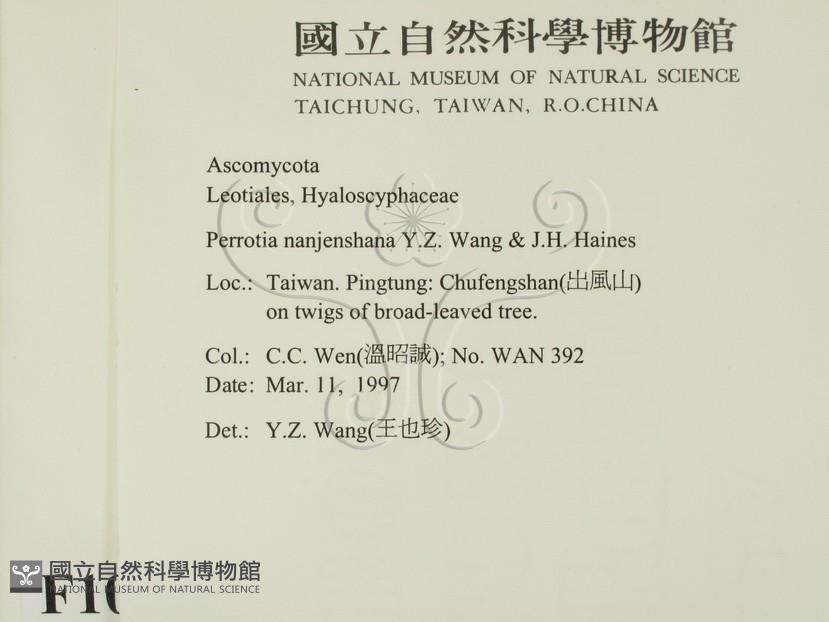 國立自然科學博物館
NATIONAL MUSEUM OF NATURAL SCIENCE
TAICHUNG, TAIWAN, R.O.CHINA
Ascomycota
Leotiales, Hyaloscyphaceae
Perrotia nanjenshana Y.Z. Wang & J.H. Haines
Loc.: Taiwan. Pingtung: Chufengshan(出風山)
on twigs of broad-leaved tree.
Col.: C.C. Wen(溫昭誠); No. WAN 392
Date: Mar. 11, 1997
Det.: Y.Z. Wang(王也珍)
國立自然科學博物館
NATIONAL MUSEUM OF NATURAL SCIENCE